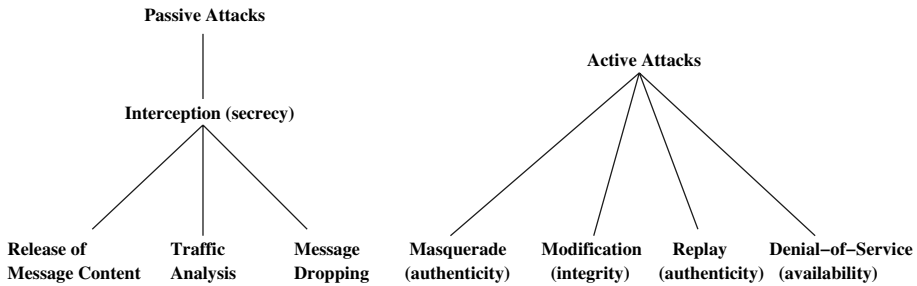 Passive Attacks
Active Attacks
Interception (secrecy)
Release of
Message Content
Traffic
Analysis
Message
Dropping
Masquerade
(authenticity)
Modification
(integrity)
Replay
(authenticity)
Denial−of−Service
(availability)